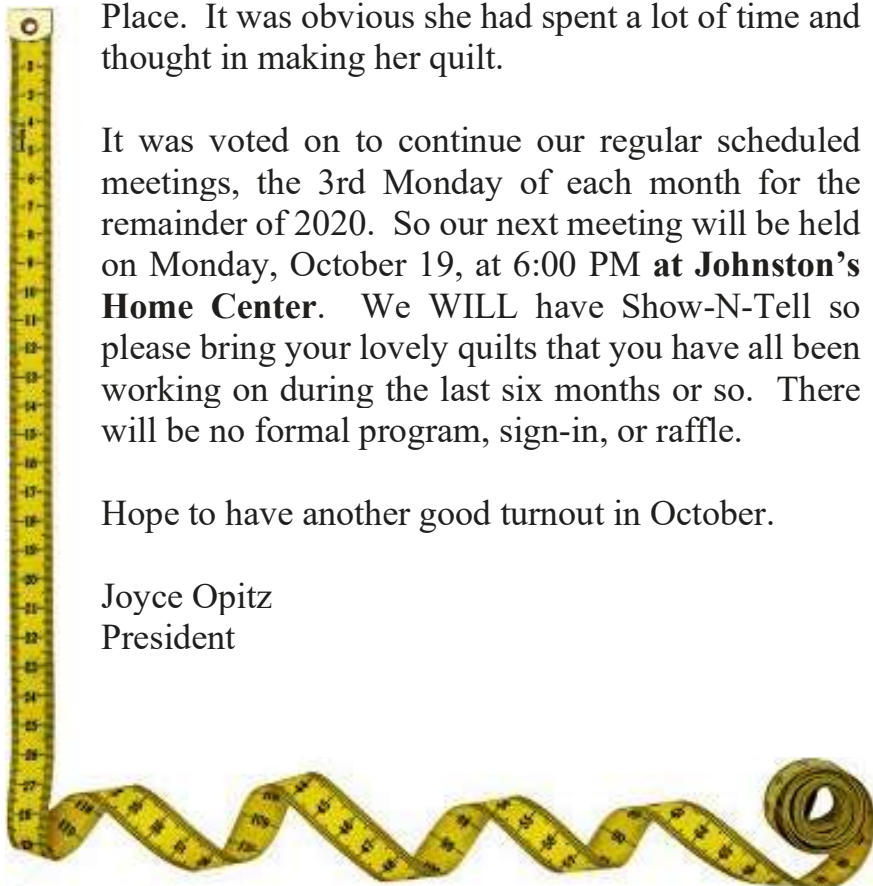 Place.  It was obvious she had spent a lot of time and
thought in making her quilt.
It was voted on to continue our regular scheduled
meetings, the 3rd Monday of each month for the
remainder of 2020.  So our next meeting will be held
on Monday, October 19, at 6:00 PM at Johnston’s
Home Center.  We WILL have Show-N-Tell so
please bring your lovely quilts that you have all been
working on during the last six months or so.  There
will be no formal program, sign-in, or raffle.
Hope to have another good turnout in October.
Joyce Opitz
President